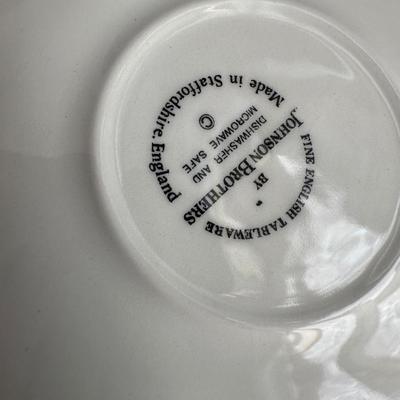 FINE ENGLISH TABLEWARE
BY
JOHNSON BROTHERS
DISHWASHER AND
MICROWAVE SAFE
©
Made in Staffordshire, England